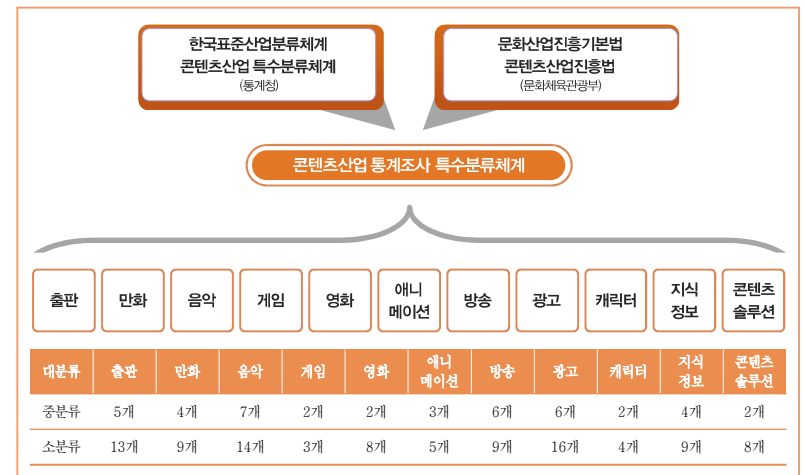 한국표준산업분류체계
콘텐츠산업 특수분류체계
(통계청)
문화산업진흥기본법
콘텐츠산업진흥법
(문화체육관광부)
콘텐츠산업 통계조사 특수분류체계
출판 만화 음악 게임 영화 애니 메이션 방송 광고 캐릭터 지식 정보 콘텐츠 솔루션
대분류 출판 만화 음악 게임 영화 애니 메이션 방송 광고 캐릭터 지식 정보 콘텐츠 솔루션
중분류 5개 4개 7개 2개 2개 3개 6개 6개 2개 4개 2개
소분류 13개 9개 14개 3개 8개 5개 9개 16개 4개 9개 8개